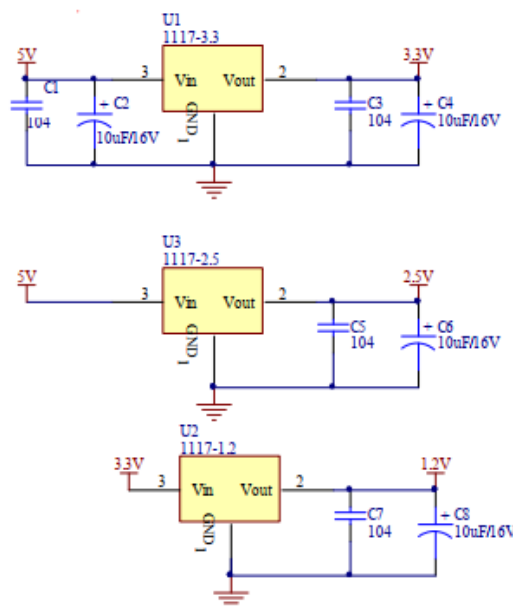 U1
1117-3.3
5V
3.3V
3
Vin
Vout
2
GND
1
C1
104
+ C2
10uF/16V
C3
104
+ C4
10uF/16V
U3
1117-2.5
5V
2.5V
3
Vin
Vout
2
GND
1
C5
104
+ C6
10uF/16V
U2
1117-1.2
3.3V
1.2V
3
Vin
Vout
2
GND
1
C7
104
+ C8
10uF/16V